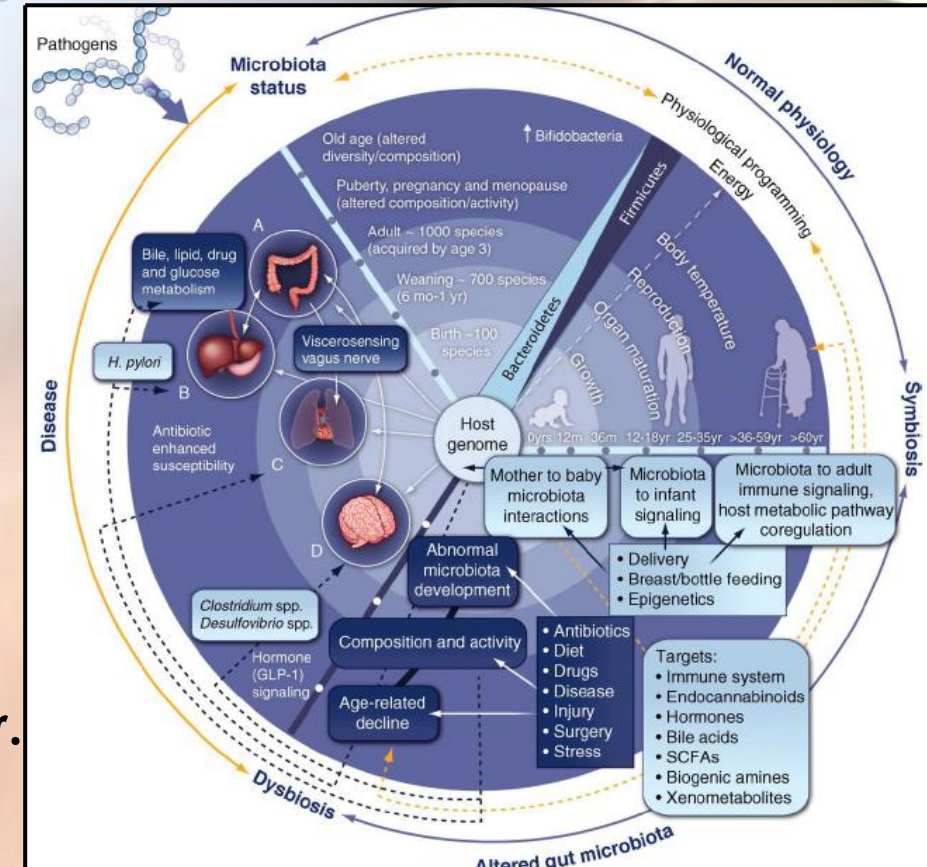 Pathogens
Microbiota
status
Normal physiology
Physiological programming
Energy
↑ Bifidobacteria
Firmicutes
Bacteroidetes
Old age (altered
diversity/composition)
Puberty, pregnancy and menopause
(altered composition/activity)
Adult ~ 1000 species
(acquired by age 3)
Weaning ~ 700 species
(6 mo-1 yr)
Birth ~100
species
Body temperature
Reproduction
Organ maturation
Growth
A
Bile, lipid, drug
and glucose
metabolism
Viscerosensing
vagus nerve
H. pylori
B
Disease
Antibiotic
enhanced
susceptibility
C
Host
genome
0yrs 12m 36m 12-18yr 25-35yr >36-59yr >60yr
Symbiosis
Mother to baby
microbiota
interactions
Microbiota
to infant
signaling
Microbiota to adult
immune signaling,
host metabolic pathway
coregulation
D
Abnormal
microbiota
development
• Delivery
• Breast/bottle feeding
• Epigenetics
Clostridium spp.
Desulfovibrio spp.
Composition and activity
Hormone
(GLP-1)
signaling
Age-related
decline
• Antibiotics
• Diet
• Drugs
• Disease
• Injury
• Surgery
• Stress
Targets:
• Immune system
• Endocannabinoids
• Hormones
• Bile acids
• SCFAs
• Biogenic amines
• Xenometabolites
r.
Dysbiosis
Altered gut microbiota